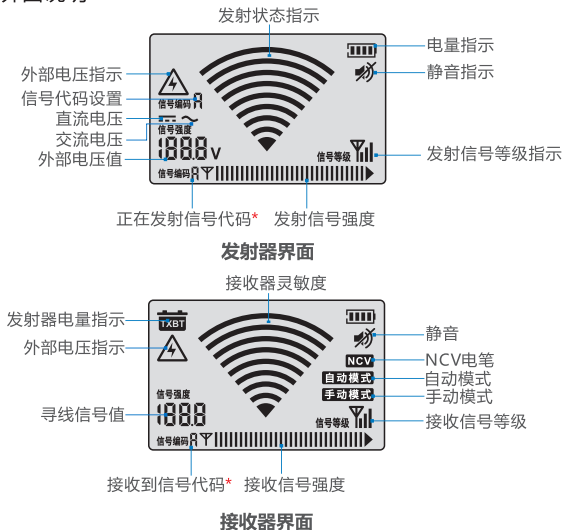 发射状态指示
电量指示
外部电压指示
静音指示
信号代码设置
信号编码 8
直流电压
交流电压
信号强度
外部电压值
188.8 V
信号等级
发射信号等级指示
信号编码 8
正在发射信号代码*
发射信号强度
发射器界面
接收器灵敏度
发射器电量指示
TXBT
静音
外部电压指示
NCV
NCV电笔
自动模式
自动模式
手动模式
手动模式
信号强度
寻线信号值
188.8
信号等级
接收信号等级
信号编码 8
接收到信号代码*
接收信号强度
接收器界面